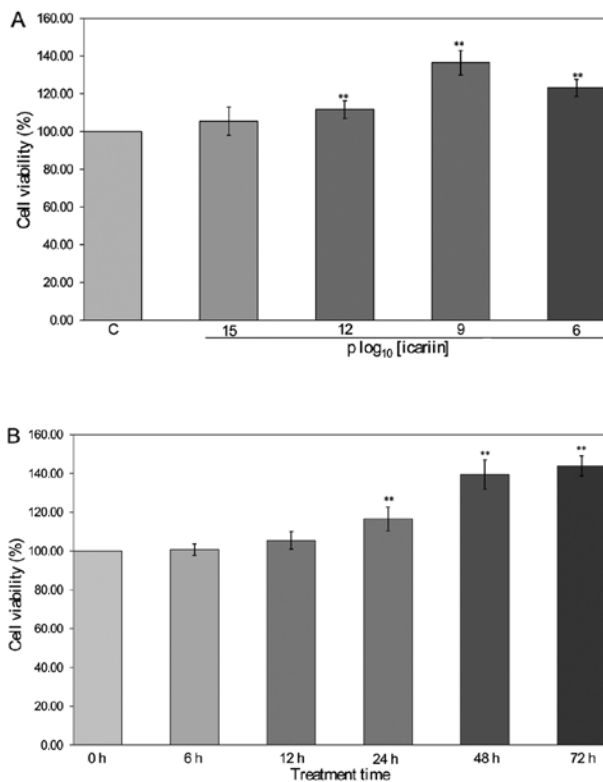 A
160.00
140.00
120.00
100.00
80.00
60.00
40.00
20.00
0.00
Cell viability (%)
** ** **
C 15 12 9 6
p log10 [icariin]
B
160.00
140.00
120.00
100.00
80.00
60.00
40.00
20.00
0.00
Cell viability (%)
** ** **
0 h 6 h 12 h 24 h 48 h 72 h
Treatment time